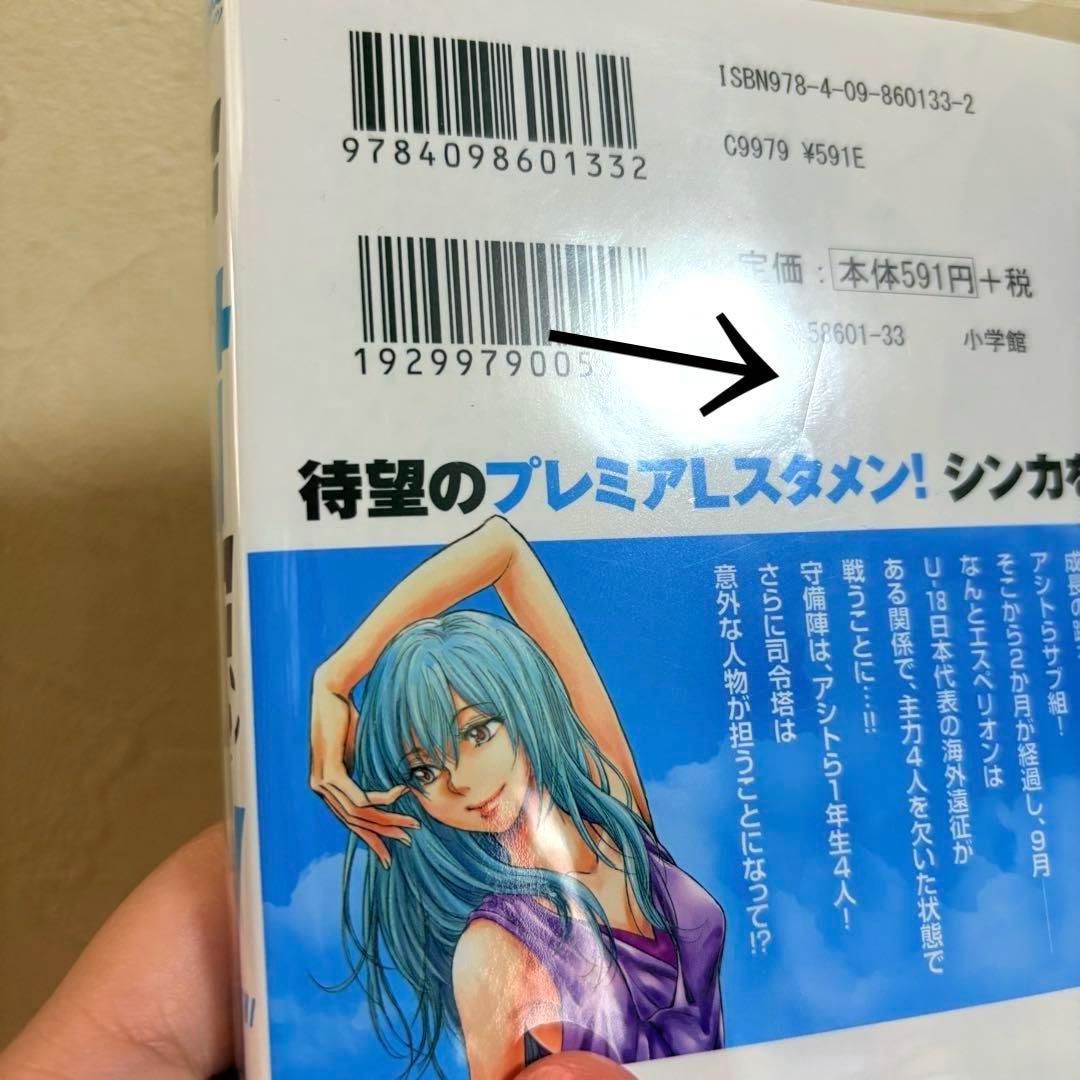 ISBN978-4-09-860133-2
9784098601332
C9979 ¥591E
定価：本体591円+税
58601-33 小学館
192997900
待望のプレミアLスタメン! シンカを
アシトらサブ組!
そこから2か月が経過し、9月――
なんとエスペリオンは
U-18日本代表の海外遠征が
ある関係で、主力4人を欠いた状態で
戦うことに…!!
守備陣は、アシトら1年生4人!
さらに司令塔は
意外な人物が担うことになって!?